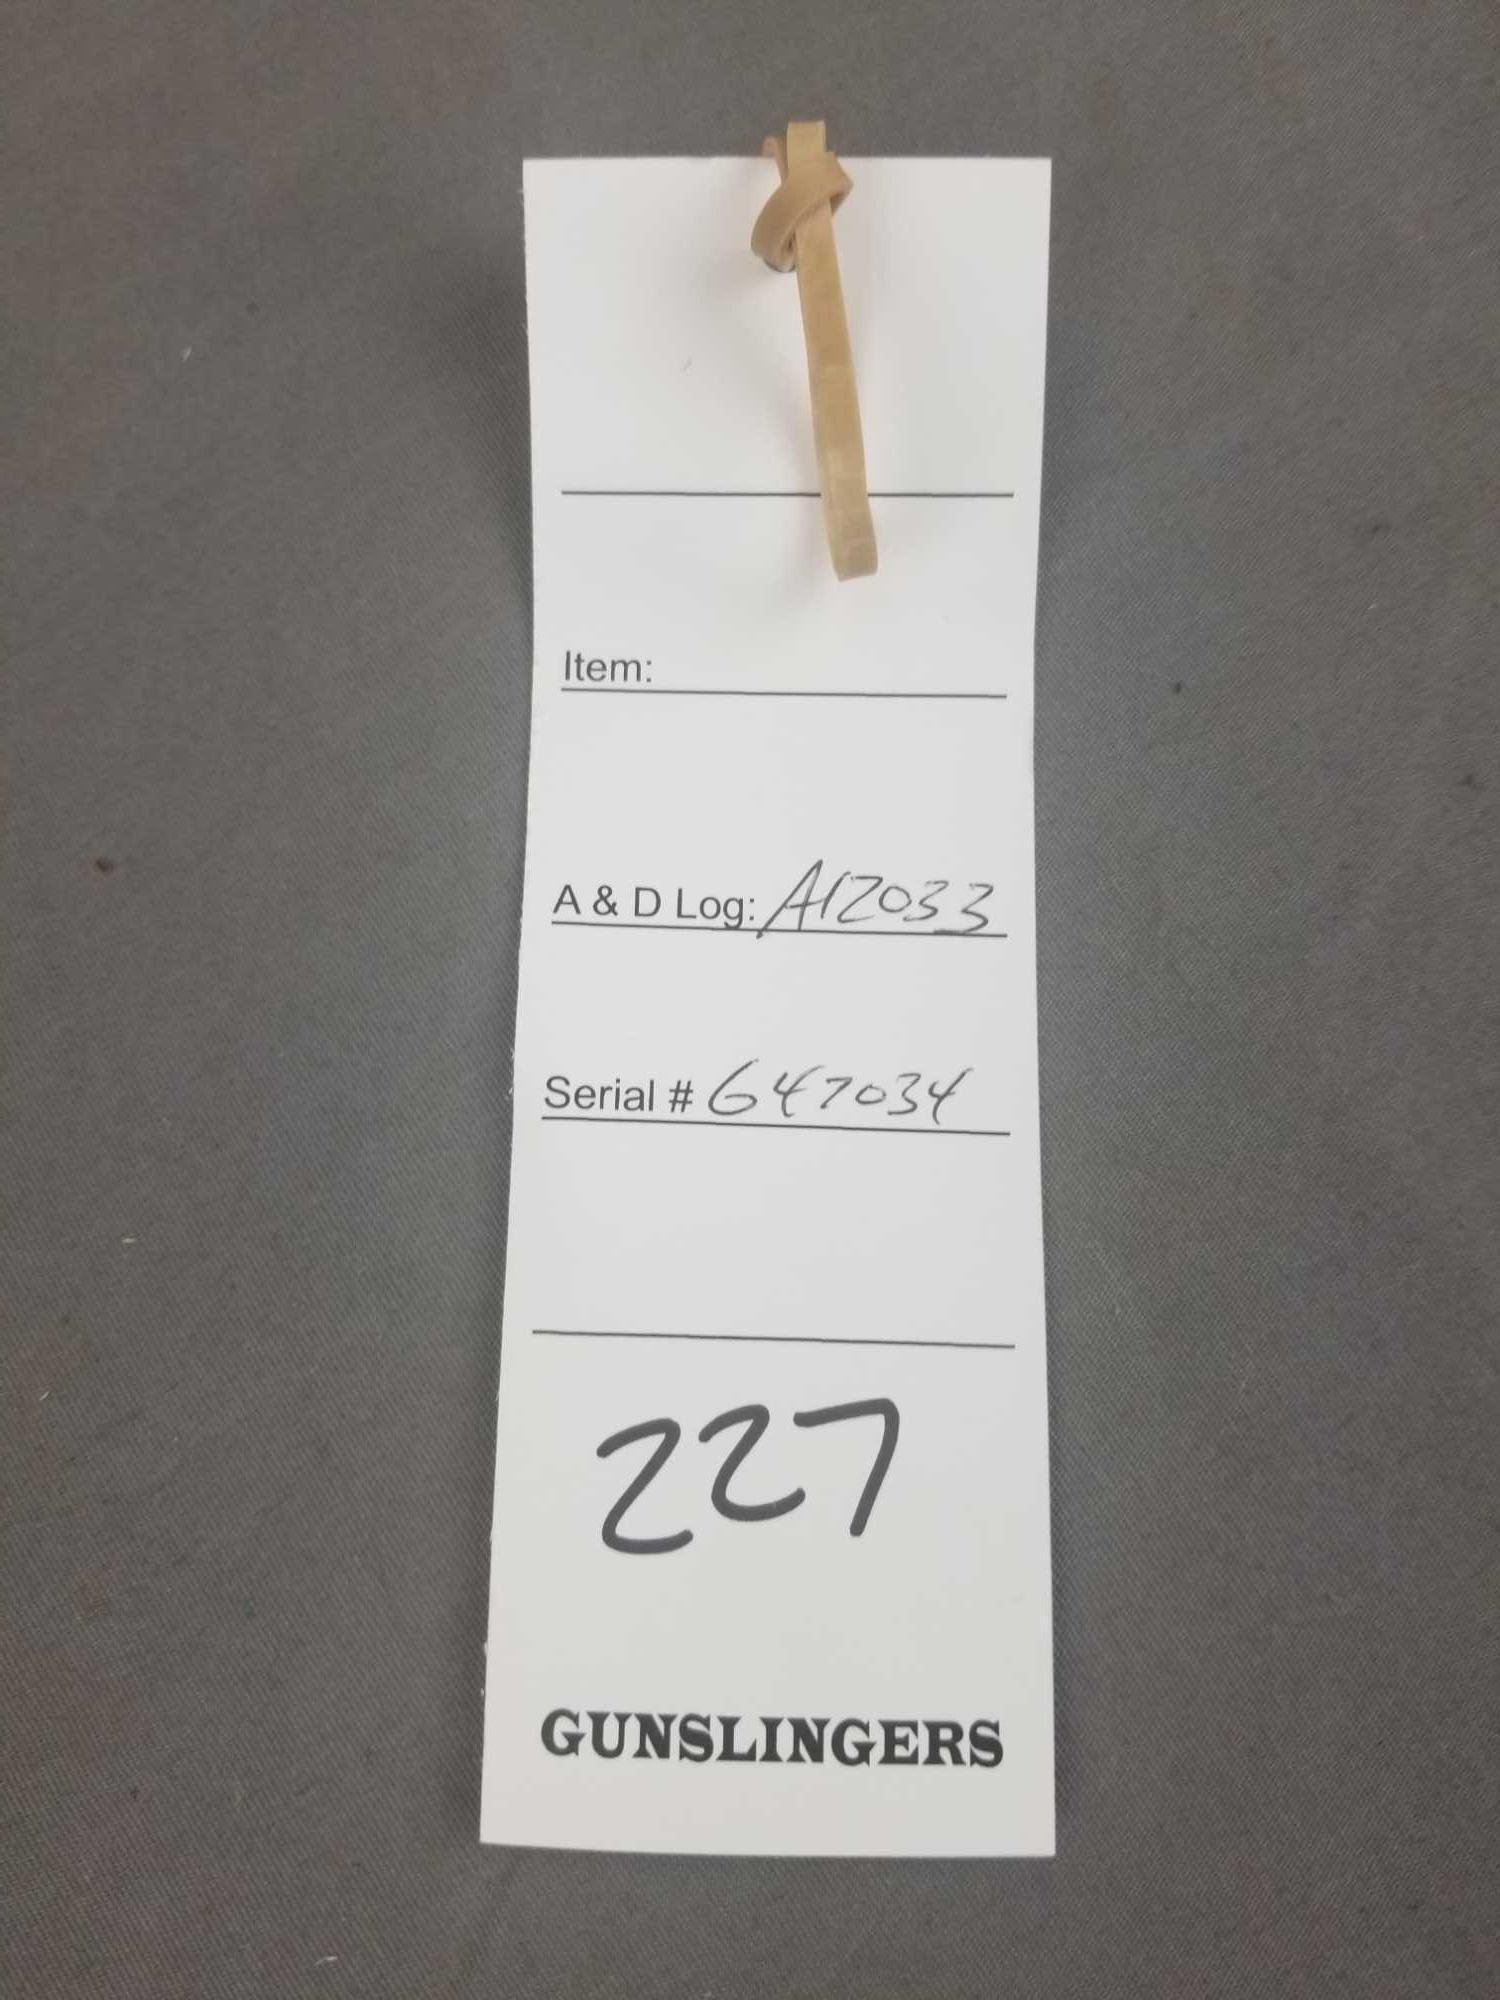 Item:
A & D Log: A12033
Serial # 647034
227
GUNSLINGERS